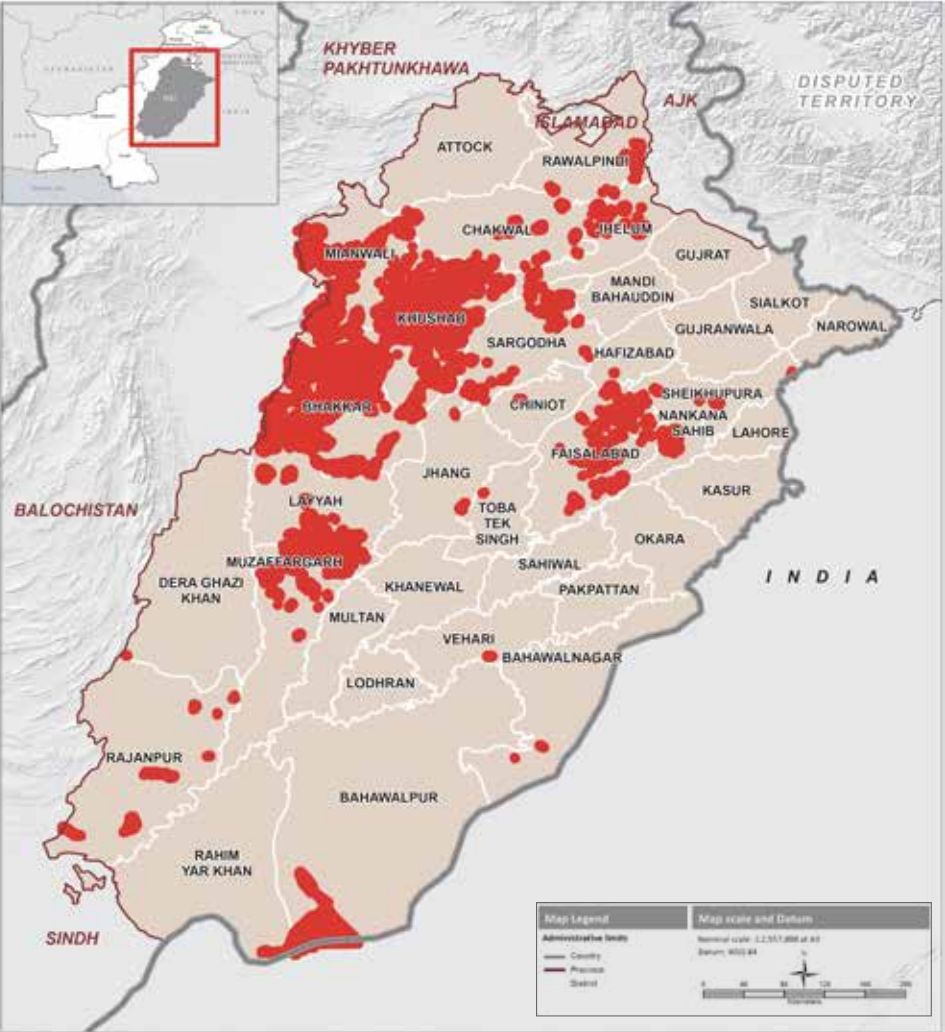 KHYBER
PAKHTUNKHAWA
DISPUTED
TERRITORY
AJK
ISLAMABAD
ATTOCK
RAWALPINDI
CHAKWAL
JHELUM
MIANWALI
GUJRAT
MANDI
BAHAUDDIN
SIALKOT
KHUSHAB
GUJRANWALA
NAROWAL
SARGODHA
HAFIZABAD
SHEIKHUPURA
BHAKKAR
CHINIOT
NANKANA
SAHIB
LAHORE
FAISALABAD
JHANG
KASUR
LAYYAH
BALOCHISTAN
TOBA
TEK
SINGH
OKARA
MUZAFFARGARH
SAHIWAL
INDIA
DERA GHAZI
KHAN
KHANEWAL
PAKPATTAN
MULTAN
VEHARI
BAHAWALNAGAR
LODHRAN
RAJANPUR
BAHAWALPUR
RAHIM
YAR KHAN
SINDH
Map Legend
Administrative limits
Country
Province
District
Map scale and Datum
Kilometers